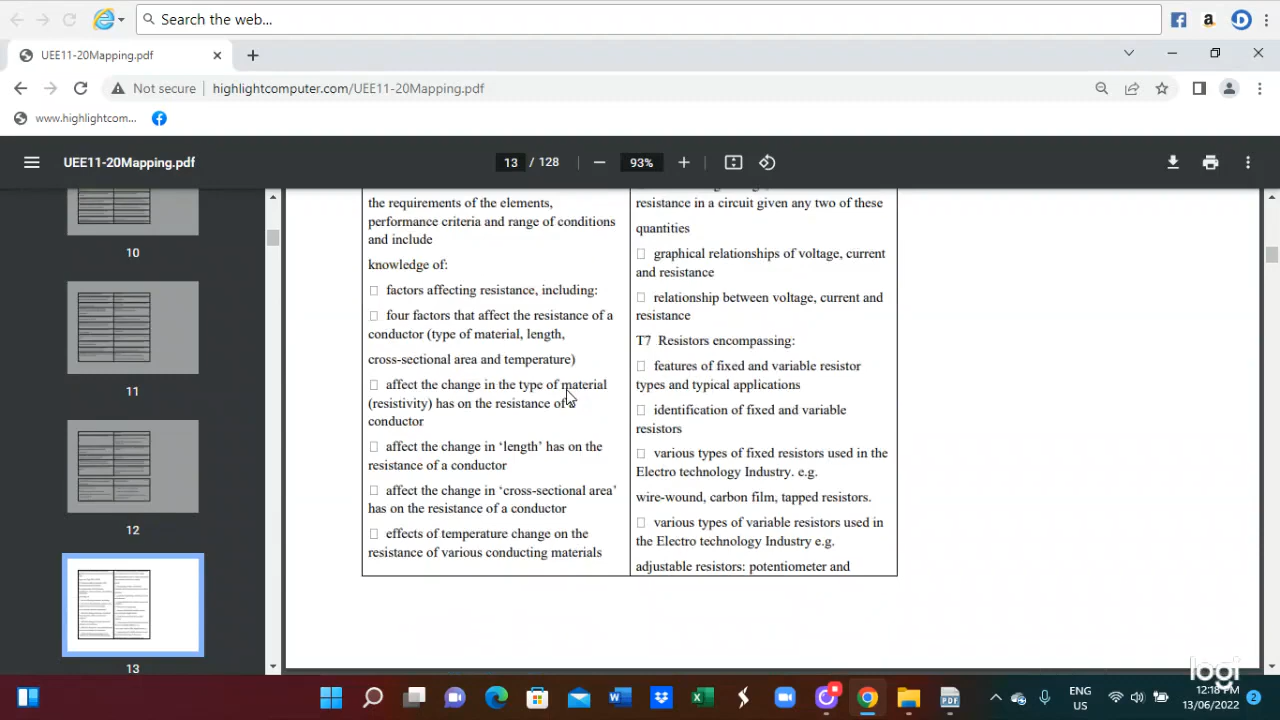 Search the web...
UEE11-20Mapping.pdf
Not secure
highlightcomputer.com/UEE11-20Mapping.pdf
www.highlightcom...
UEE11-20Mapping.pdf
13 / 128
93%
10
11
12
13
the requirements of the elements,
performance criteria and range of conditions
and include
knowledge of:
factors affecting resistance, including:
four factors that affect the resistance of a
conductor (type of material, length,
cross-sectional area and temperature)
affect the change in the type of material
(resistivity) has on the resistance of a
conductor
affect the change in ‘length’ has on the
resistance of a conductor
affect the change in ‘cross-sectional area’
has on the resistance of a conductor
effects of temperature change on the
resistance of various conducting materials
resistance in a circuit given any two of these
quantities
graphical relationships of voltage, current
and resistance
relationship between voltage, current and
resistance
T7 Resistors encompassing:
features of fixed and variable resistor
types and typical applications
identification of fixed and variable
resistors
various types of fixed resistors used in the
Electro technology Industry. e.g.
wire-wound, carbon film, tapped resistors.
various types of variable resistors used in
the Electro technology Industry e.g.
adjustable resistors: potentiometer and
logi
ENG
US
12:18 PM
13/06/2022
2